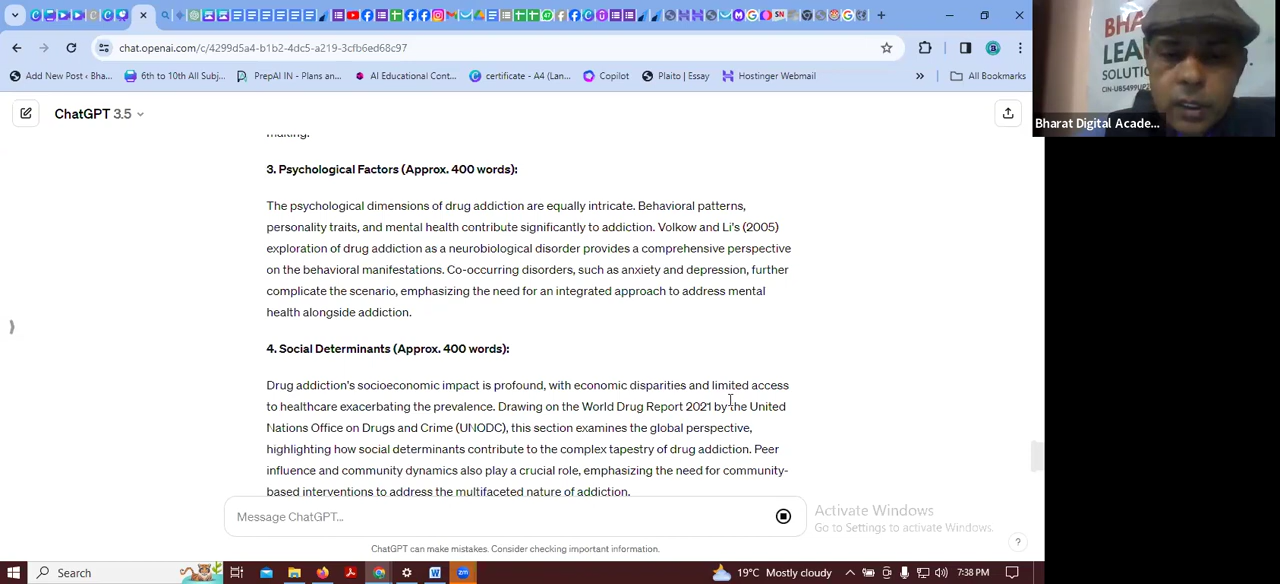 chat.openai.com/c/4299d5a4-b1b2-4dc5-a219-3cfb6ed68c97
Add New Post ‹ Bha...
6th to 10th All Subj...
PrepAI IN - Plans an...
AI Educational Cont...
certificate - A4 (Lan...
Copilot
Plaito | Essay
Hostinger Webmail
»
All Bookmarks
ChatGPT 3.5
making.
3. Psychological Factors (Approx. 400 words):
The psychological dimensions of drug addiction are equally intricate. Behavioral patterns,
personality traits, and mental health contribute significantly to addiction. Volkow and Li's (2005)
exploration of drug addiction as a neurobiological disorder provides a comprehensive perspective
on the behavioral manifestations. Co-occurring disorders, such as anxiety and depression, further
complicate the scenario, emphasizing the need for an integrated approach to address mental
health alongside addiction.
4. Social Determinants (Approx. 400 words):
Drug addiction's socioeconomic impact is profound, with economic disparities and limited access
to healthcare exacerbating the prevalence. Drawing on the World Drug Report 2021 by the United
Nations Office on Drugs and Crime (UNODC), this section examines the global perspective,
highlighting how social determinants contribute to the complex tapestry of drug addiction. Peer
influence and community dynamics also play a crucial role, emphasizing the need for community-
based interventions to address the multifaceted nature of addiction.
Message ChatGPT...
ChatGPT can make mistakes. Consider checking important information.
Activate Windows
Go to Settings to activate Windows.
?
Search
19°C Mostly cloudy
7:38 PM
BHA
LEA
SOLUTION
Bharat Digital Acade...